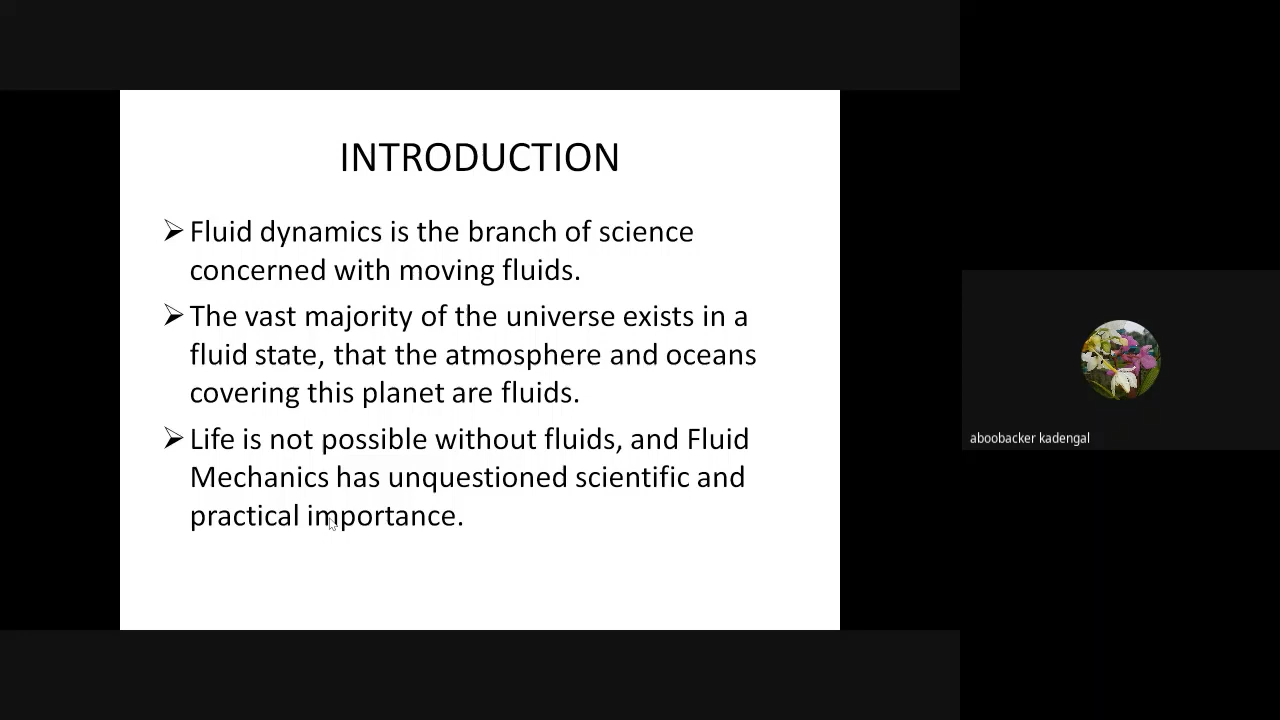 INTRODUCTION
Fluid dynamics is the branch of science
concerned with moving fluids.
The vast majority of the universe exists in a
fluid state, that the atmosphere and oceans
covering this planet are fluids.
Life is not possible without fluids, and Fluid
Mechanics has unquestioned scientific and
practical importance.
aboobacker kadengal